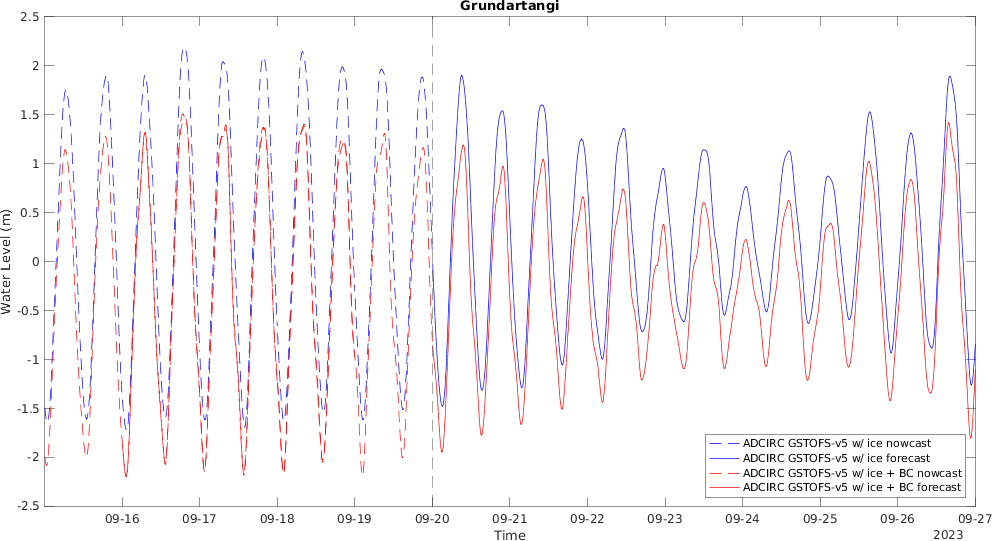 Grundartangi
2.5
2
1.5
1
0.5
0
-0.5
-1
-1.5
-2
-2.5
Water Level (m)
09-16 09-17 09-18 09-19 09-20 09-21 09-22 09-23 09-24 09-25 09-26 09-27
Time
2023
ADCIRC GSTOFS-v5 w/ ice nowcast
ADCIRC GSTOFS-v5 w/ ice forecast
ADCIRC GSTOFS-v5 w/ ice + BC nowcast
ADCIRC GSTOFS-v5 w/ ice + BC forecast